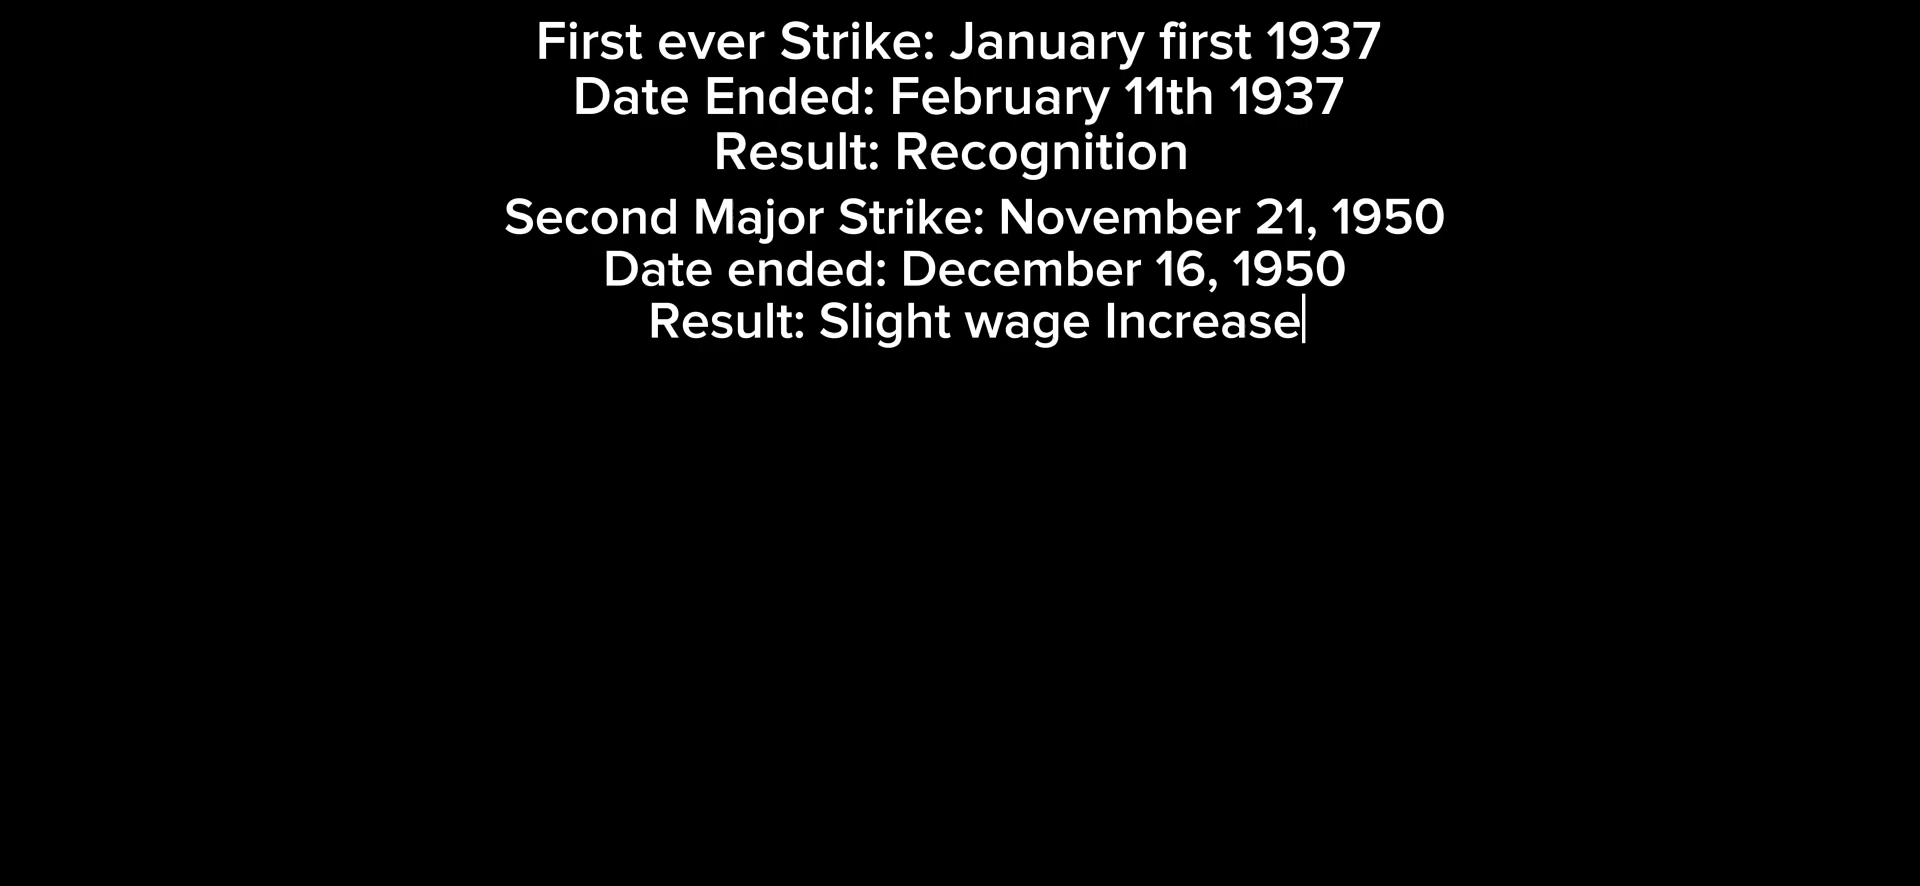 First ever Strike: January first 1937
Date Ended: February 11th 1937
Result: Recognition
Second Major Strike: November 21, 1950
Date ended: December 16, 1950
Result: Slight wage Increase